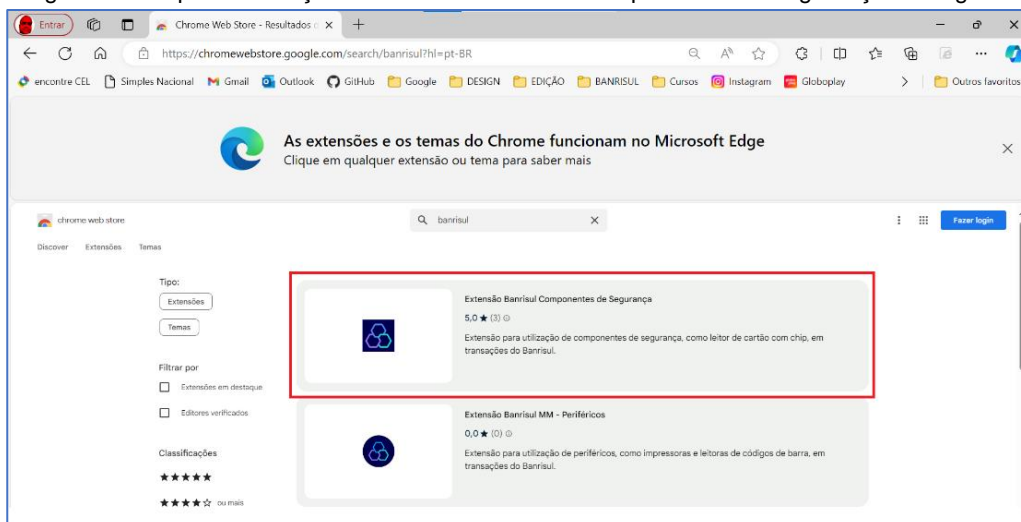 Entrar
Chrome Web Store - Resultados
https://chromewebstore.google.com/search/banrisul?hl=pt-BR
encontre CEL Simples Nacional Gmail Outlook GitHub Google DESIGN EDIÇÃO BANRISUL Cursos Instagram Globoplay Outros favoritos
As extensões e os temas do Chrome funcionam no Microsoft Edge
Clique em qualquer extensão ou tema para saber mais
chrome web store
banrisul
Fazer login
Discover Extensões Temas
Tipo:
Extensões
Temas
Filtrar por
Extensões em destaque
Editores verificados
Classificações
★★★★★
★★★★☆ ou mais
Extensão Banrisul Componentes de Segurança
5,0 ★ (3)
Extensão para utilização de componentes de segurança, como leitor de cartão com chip, em
transações do Banrisul.
Extensão Banrisul MM - Periféricos
0,0 ★ (0)
Extensão para utilização de periféricos, como impressoras e leitoras de códigos de barra, em
transações do Banrisul.